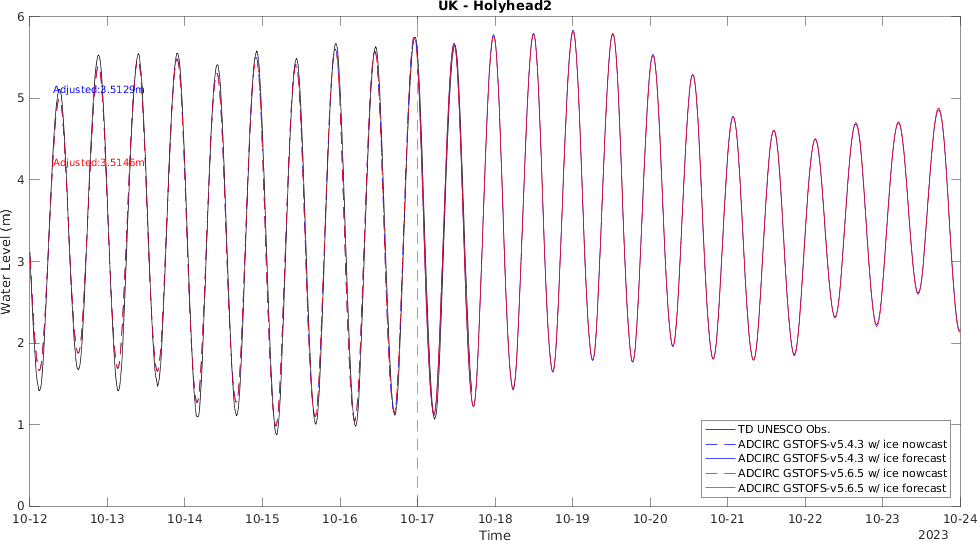 UK - Holyhead2
6
5
4
3
2
1
0
Water Level (m)
Adjusted:3.5129m
Adjusted:3.5146m
TD UNESCO Obs.
ADCIRC GSTOFS-v5.4.3 w/ ice nowcast
ADCIRC GSTOFS-v5.4.3 w/ ice forecast
ADCIRC GSTOFS-v5.6.5 w/ ice nowcast
ADCIRC GSTOFS-v5.6.5 w/ ice forecast
10-12 10-13 10-14 10-15 10-16 10-17 10-18 10-19 10-20 10-21 10-22 10-23 10-24
Time
2023